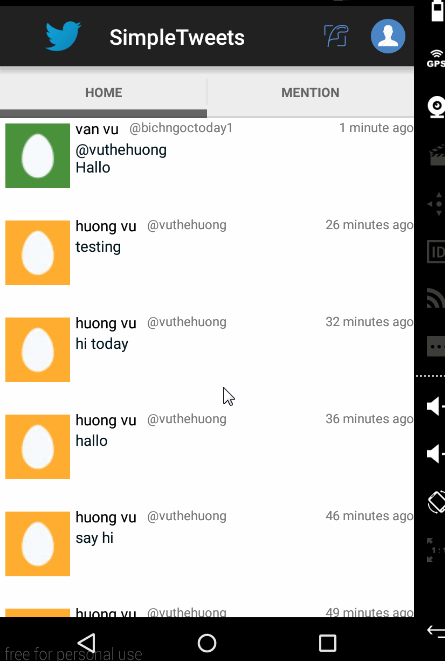 SimpleTweets
HOME
MENTION
van vu @bichngoctoday1 1 minute ago
@vuthehuong
Hallo
huong vu @vuthehuong 26 minutes ago
testing
huong vu @vuthehuong 32 minutes ago
hi today
huong vu @vuthehuong 36 minutes ago
hallo
huong vu @vuthehuong 46 minutes ago
say hi
huong vu @vuthehuong 49 minutes ago
free for personal use
GPS
ID
1:1